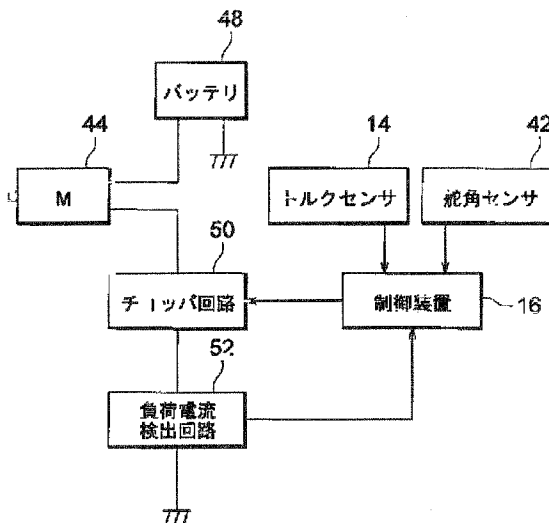 48
バッテリ
44
M
14
トルクセンサ
42
舵角センサ
50
チョッパ回路
制御装置
16
52
負荷電流
検出回路